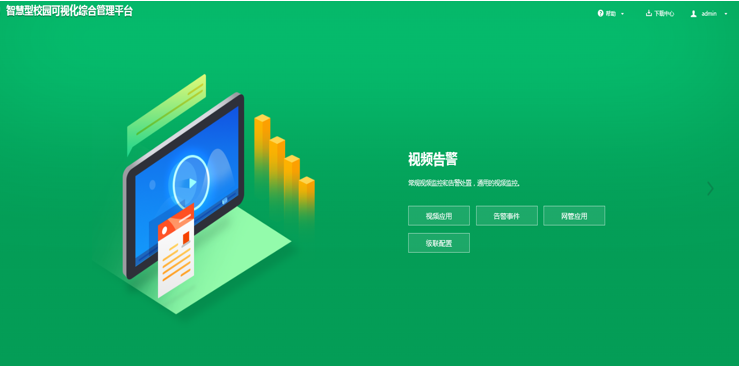 智慧型校园可视化综合管理平台
帮助
下载中心
admin
视频告警
常规视频监控和告警处置，通用的视频监控。
视频应用
告警事件
网管应用
级联配置